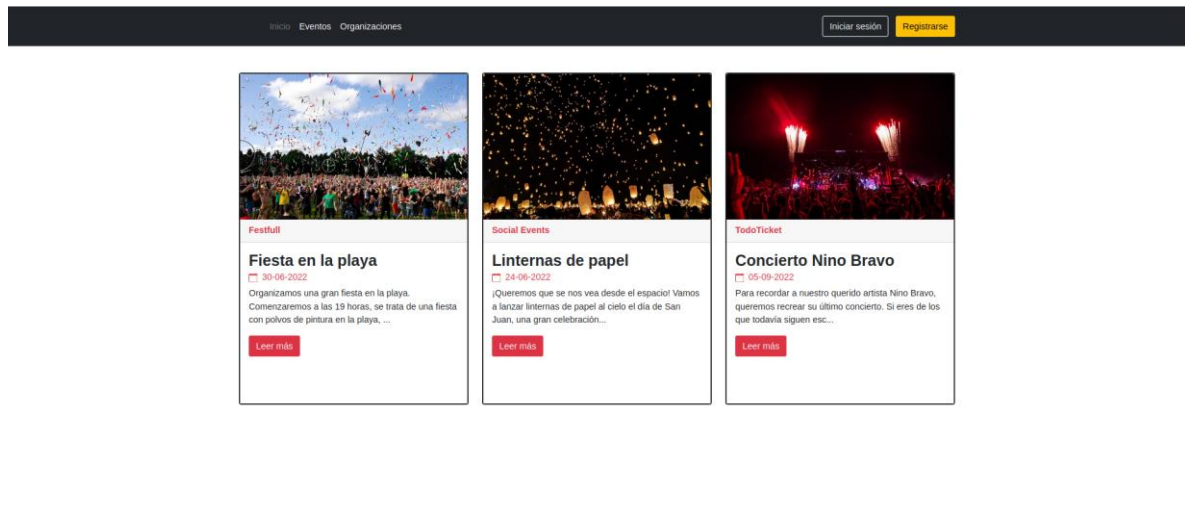 Inicio Eventos Organizaciones Iniciar sesión Registrarse
Festfull
Fiesta en la playa
30-06-2022
Organizamos una gran fiesta en la playa.
Comenzaremos a las 19 horas, se trata de una fiesta
con polvos de pintura en la playa, ...
Leer más
Social Events
Linternas de papel
24-06-2022
¡Queremos que se nos vea desde el espacio! Vamos
a lanzar linternas de papel al cielo el día de San
Juan, una gran celebración...
Leer más
TodoTicket
Concierto Nino Bravo
05-09-2022
Para recordar a nuestro querido artista Nino Bravo,
queremos recrear su último concierto. Si eres de los
que todavía siguen esc...
Leer más